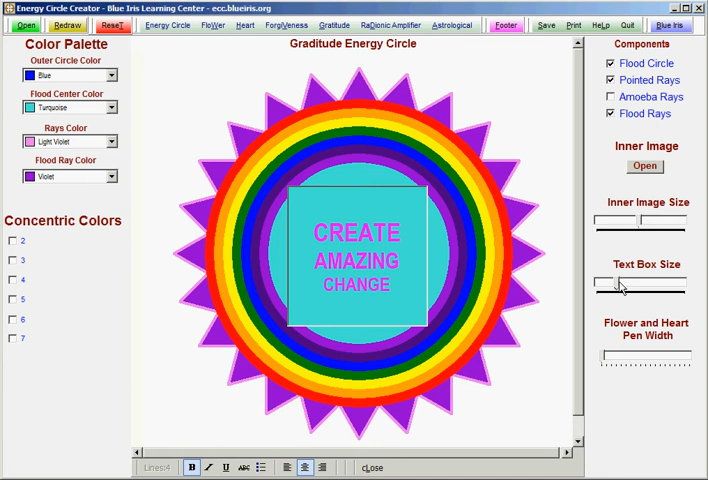 Energy Circle Creator - Blue Iris Learning Center - ecc.blueiris.org
Open Redraw ReseT Energy Circle FloWer Heart ForgiVeness Gratitude RaDionic Amplifier Astrological Footer Save Print HeLp Quit Blue Iris
Color Palette
Outer Circle Color
Blue
Flood Center Color
Turquoise
Rays Color
Light Violet
Flood Ray Color
Violet
Concentric Colors
2
3
4
5
6
7
Graditude Energy Circle
CREATE
AMAZING
CHANGE
Lines:4 B I U ABC cLose
Components
Flood Circle
Pointed Rays
Amoeba Rays
Flood Rays
Inner Image
Open
Inner Image Size
Text Box Size
Flower and Heart
Pen Width